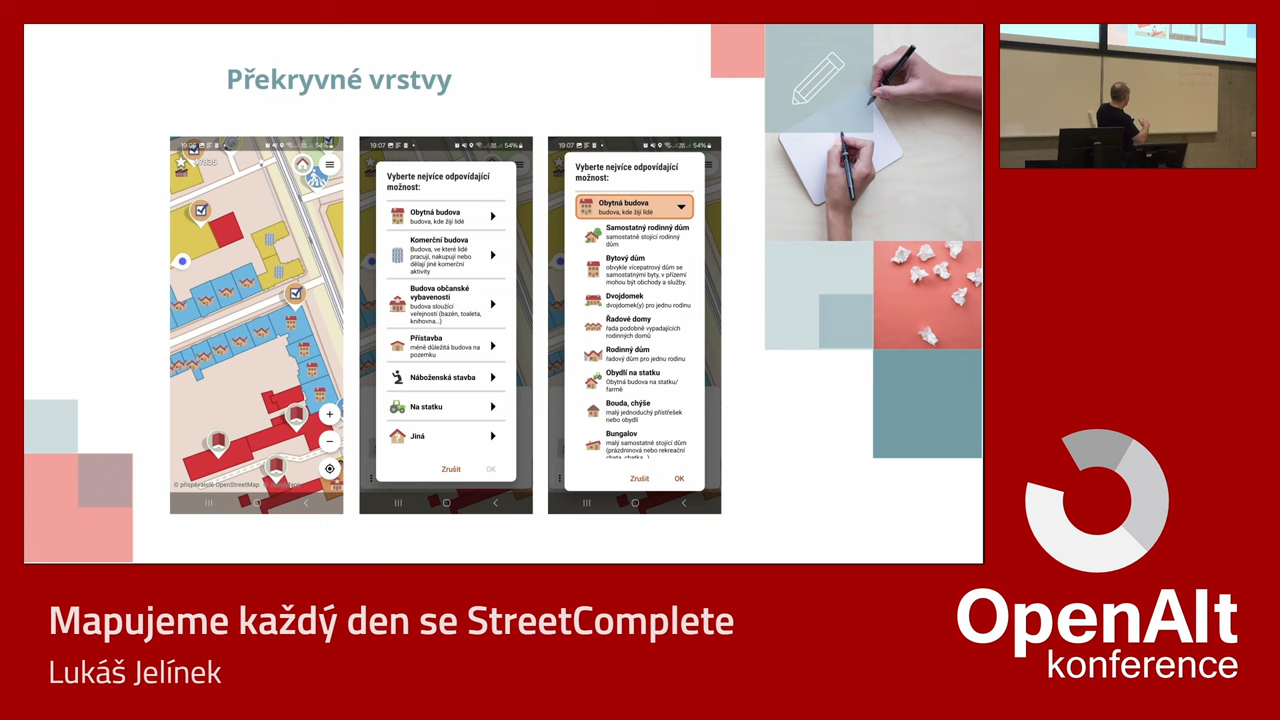 Překryvné vrstvy
19:07
54%
Vyberte nejvíce odpovídající
možnost:
Obytná budova
budova, kde žijí lidé
Komerční budova
Budova, ve které lidé
pracují, nakupují nebo
dělají jiné komerční
aktivity
Budova občanské
vybavenosti
budova sloužící
veřejnosti (bazén, toaleta,
knihovna...)
Přístavba
méně důležitá budova na
pozemku
Náboženská stavba
Na statku
Jiná
Zrušit
OK
19:07
54%
Vyberte nejvíce odpovídající
možnost:
Obytná budova
budova, kde žijí lidé
Samostatný rodinný dům
samostatně stojící rodinný
dům
Bytový dům
obvykle vícepatrový dům se
samostatnými byty, v přízemí
mohou být obchody a služby.
Dvojdomek
dvojdomek(y) pro jednu rodinu
Řadové domy
řada podobně vypadajících
rodinných domů
Rodinný dům
řadový dům pro jednu rodinu
Obydlí na statku
Obytná budova na statku/
farmě
Bouda, chýše
malý jednoduchý přístřešek
nebo obydlí
Bungalov
malý samostatně stojící dům
(prázdninová nebo rekreační
chata, chatka...)
Zrušit
OK
© přispěvatelé OpenStreetMap
Mapujeme každý den se StreetComplete
Lukáš Jelínek
OpenAlt
konference